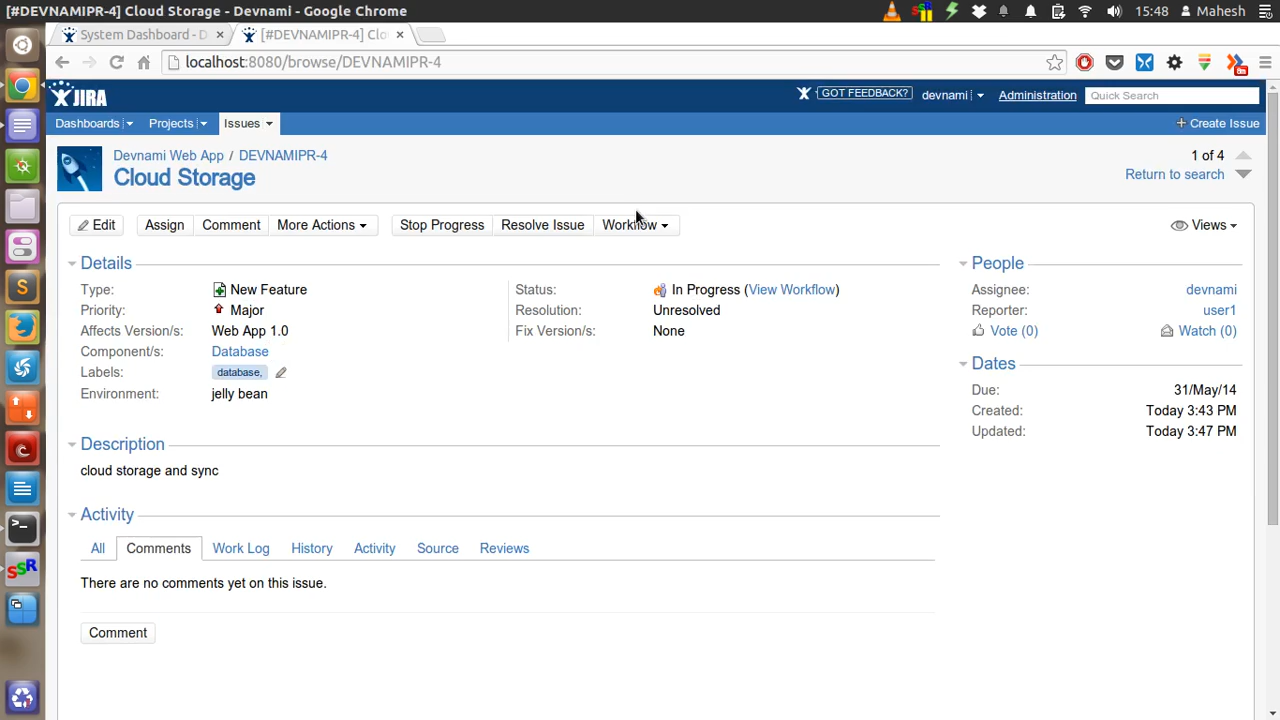 [#DEVNAMIPR-4] Cloud Storage - Devnami - Google Chrome
15:48
Mahesh
System Dashboard - D
[#DEVNAMIPR-4] Clo
localhost:8080/browse/DEVNAMIPR-4
JIRA
GOT FEEDBACK?
devnami
Administration
Quick Search
Dashboards
Projects
Issues
+ Create Issue
Devnami Web App / DEVNAMIPR-4
Cloud Storage
1 of 4
Return to search
Edit
Assign
Comment
More Actions
Stop Progress
Resolve Issue
Workflow
Views
Details
Type: New Feature
Priority: Major
Affects Version/s: Web App 1.0
Component/s: Database
Labels: database,
Environment: jelly bean
Status: In Progress (View Workflow)
Resolution: Unresolved
Fix Version/s: None
People
Assignee: devnami
Reporter: user1
Vote (0)
Watch (0)
Dates
Due: 31/May/14
Created: Today 3:43 PM
Updated: Today 3:47 PM
Description
cloud storage and sync
Activity
All
Comments
Work Log
History
Activity
Source
Reviews
There are no comments yet on this issue.
Comment